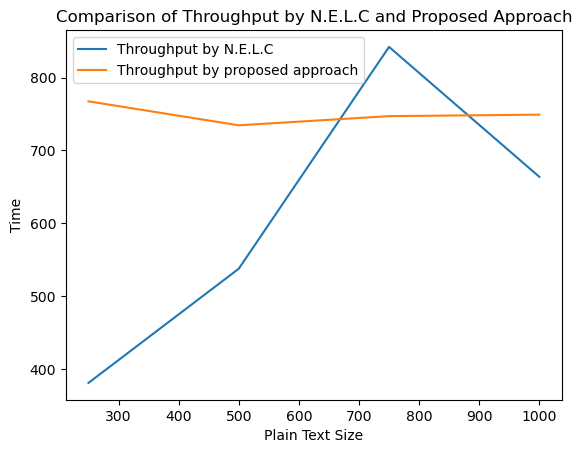 Comparison of Throughput by N.E.L.C and Proposed Approach
Throughput by N.E.L.C
Throughput by proposed approach
Time
800
700
600
500
400
300 400 500 600 700 800 900 1000
Plain Text Size